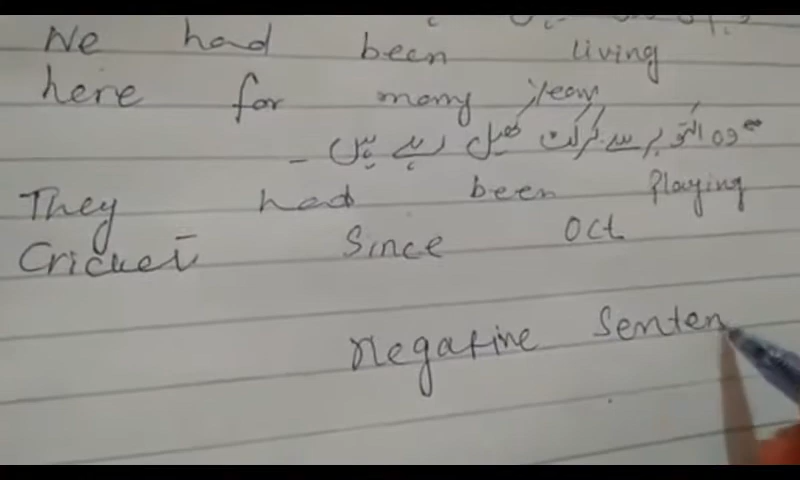 We had been living
here for many years
وہ اکتوبر سے کرکٹ کھیل رہے ہیں -
They had been Playing
Cricket Since Oct
negative Senten